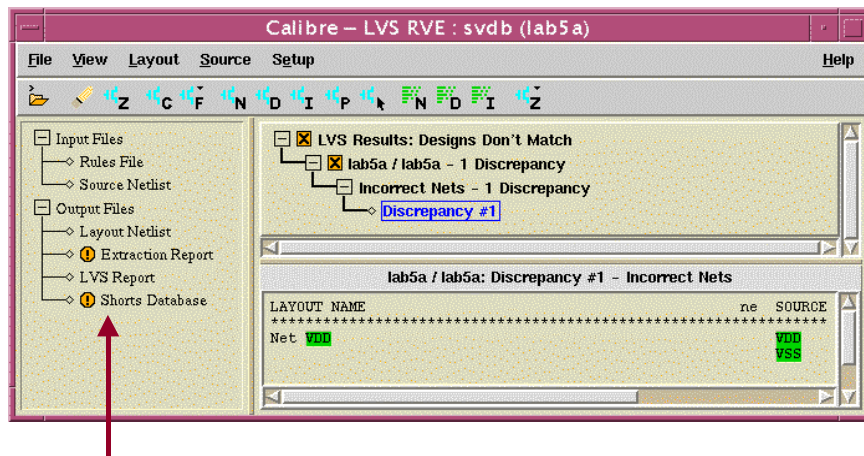 Calibre – LVS RVE : svdb (lab5a)
File View Layout Source Setup Help
Z C F N D I P N D I Z
Input Files
Rules File
Source Netlist
Output Files
Layout Netlist
Extraction Report
LVS Report
Shorts Database
LVS Results: Designs Don't Match
lab5a / lab5a - 1 Discrepancy
Incorrect Nets - 1 Discrepancy
Discrepancy #1
lab5a / lab5a: Discrepancy #1 - Incorrect Nets
LAYOUT NAME ne SOURCE
**********************************************************************
Net VDD VDD
VSS